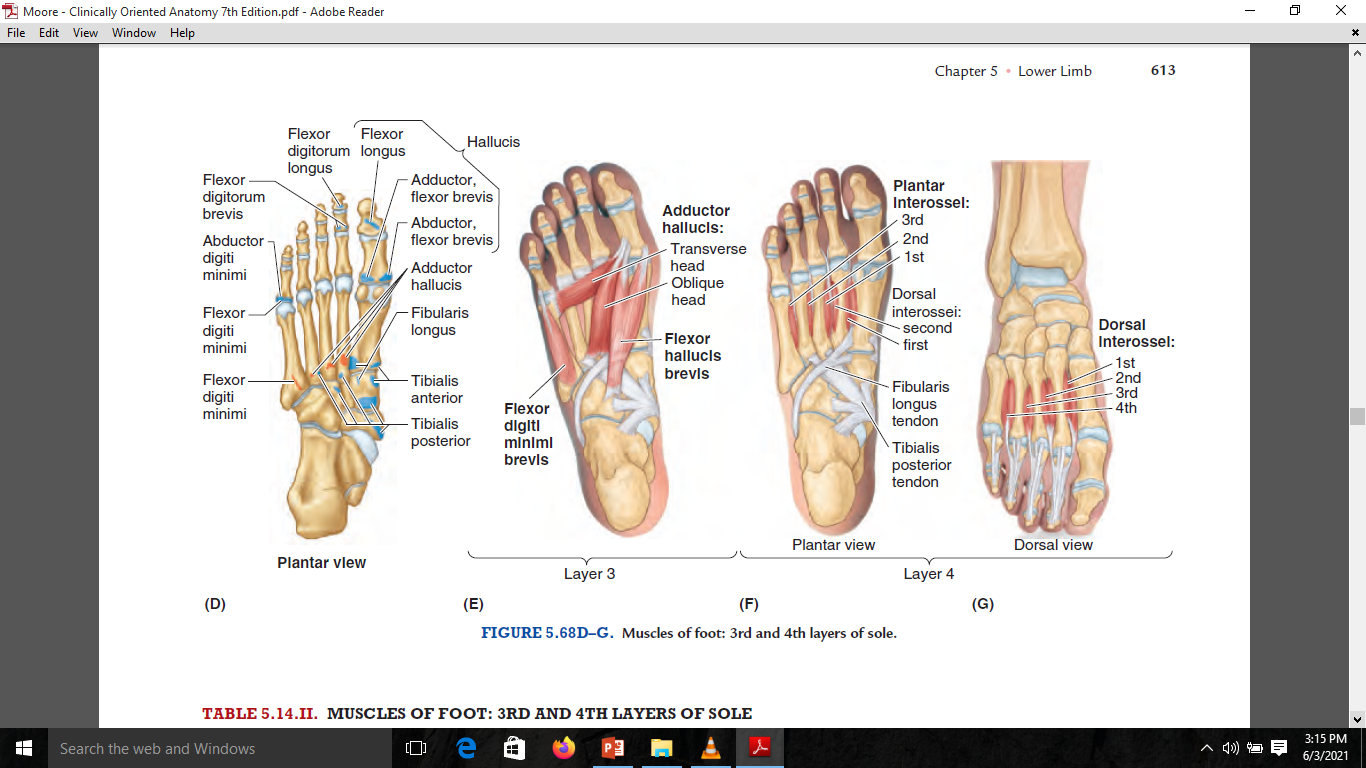 Moore - Clinically Oriented Anatomy 7th Edition.pdf - Adobe Reader
File Edit View Window Help
Chapter 5 • Lower Limb 613
Flexor
digitorum
longus
Flexor
longus
Hallucis
Flexor
digitorum
brevis
Adductor,
flexor brevis
Abductor
digiti
minimi
Abductor,
flexor brevis
Adductor
hallucis
Flexor
digiti
minimi
Fibularis
longus
Flexor
digiti
minimi
Tibialis
anterior
Tibialis
posterior
Plantar view
(D)
Adductor
hallucis:
Transverse
head
Oblique
head
Flexor
hallucis
brevis
Flexor
digiti
minimi
brevis
Layer 3
(E)
Plantar
Interossei:
3rd
2nd
1st
Dorsal
interossei:
second
first
Fibularis
longus
tendon
Tibialis
posterior
tendon
Plantar view
(F)
Dorsal
Interossei:
1st
2nd
3rd
4th
Dorsal view
Layer 4
(G)
FIGURE 5.68D–G. Muscles of foot: 3rd and 4th layers of sole.
TABLE 5.14.II. MUSCLES OF FOOT: 3RD AND 4TH LAYERS OF SOLE
Search the web and Windows
3:15 PM
6/3/2021